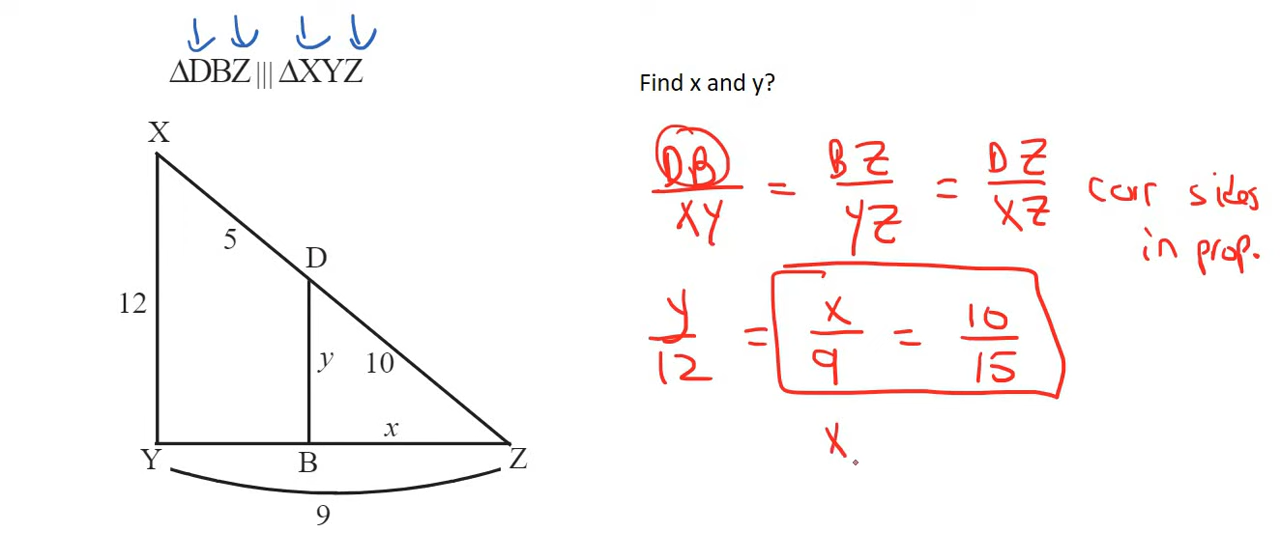 ΔDBZ ||| ΔXYZ
Find x and y?
X
5
D
12
y
10
x
Y
B
Z
9
DB/XY = BZ/YZ = DZ/XZ corr sides
in prop.
y/12 = x/9 = 10/15
x